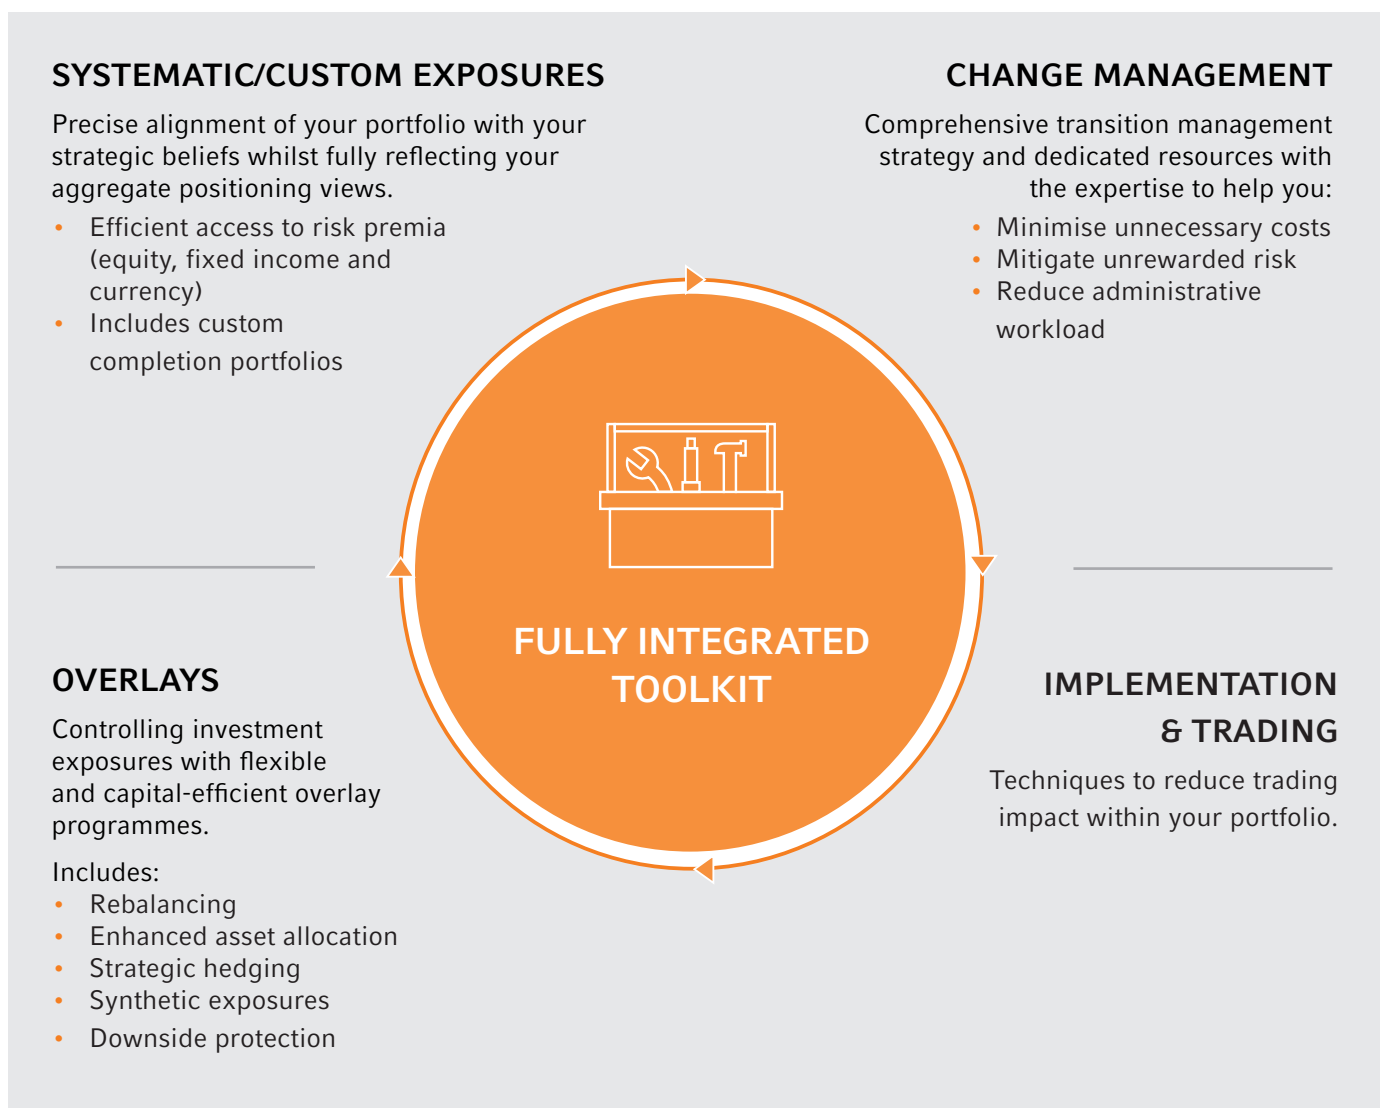 SYSTEMATIC/CUSTOM EXPOSURES
Precise alignment of your portfolio with your
strategic beliefs whilst fully reflecting your
aggregate positioning views.
• Efficient access to risk premia
(equity, fixed income and
currency)
• Includes custom
completion portfolios
CHANGE MANAGEMENT
Comprehensive transition management
strategy and dedicated resources with
the expertise to help you:
• Minimise unnecessary costs
• Mitigate unrewarded risk
• Reduce administrative
workload
FULLY INTEGRATED
TOOLKIT
OVERLAYS
Controlling investment
exposures with flexible
and capital-efficient overlay
programmes.
Includes:
• Rebalancing
• Enhanced asset allocation
• Strategic hedging
• Synthetic exposures
• Downside protection
IMPLEMENTATION
& TRADING
Techniques to reduce trading
impact within your portfolio.